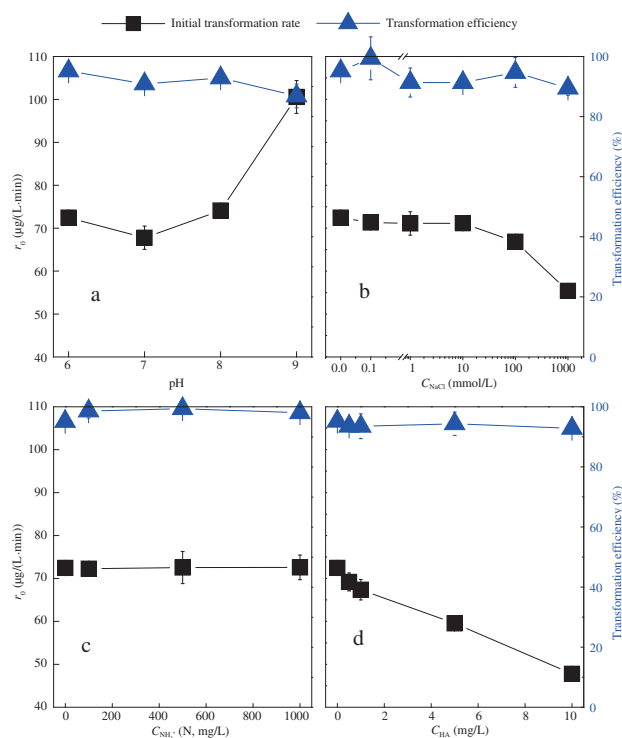 Initial transformation rate Transformation efficiency
110 100
100 80
90
80 60
70 40
60
50 20
40 0
r₀ (μg/(L·min)) Transformation efficiency (%)
a b
6 7 8 9 0.0 0.1 1 10 100 1000
pH C_NaCl (mmol/L)
110 100
100 80
90
80 60
70 40
60
50 20
40 0
r₀ (μg/(L·min)) Transformation efficiency (%)
c d
0 200 400 600 800 1000 0 2 4 6 8 10
C_NH₄⁻ (N, mg/L) C_HA (mg/L)